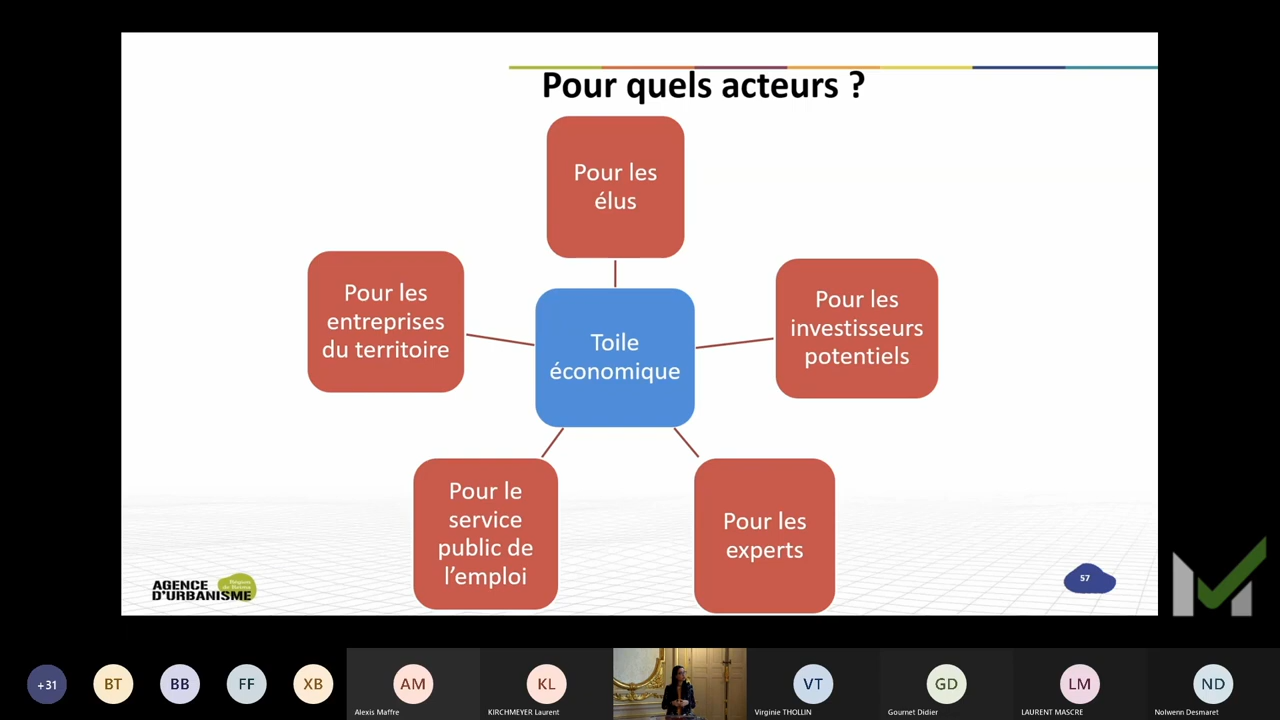 Pour quels acteurs ?
Pour les
élus
Pour les
entreprises
du territoire
Toile
économique
Pour les
investisseurs
potentiels
Pour le
service
public de
l'emploi
Pour les
experts
AGENCE
D'URBANISME
57
+31
BT
BB
FF
XB
AM
KL
VT
GD
LM
ND
Alexis Maffre
KIRCHMEYER Laurent
Virginie THOLLIN
Gournet Didier
LAURENT MASCRE
Nolwenn Desmaret